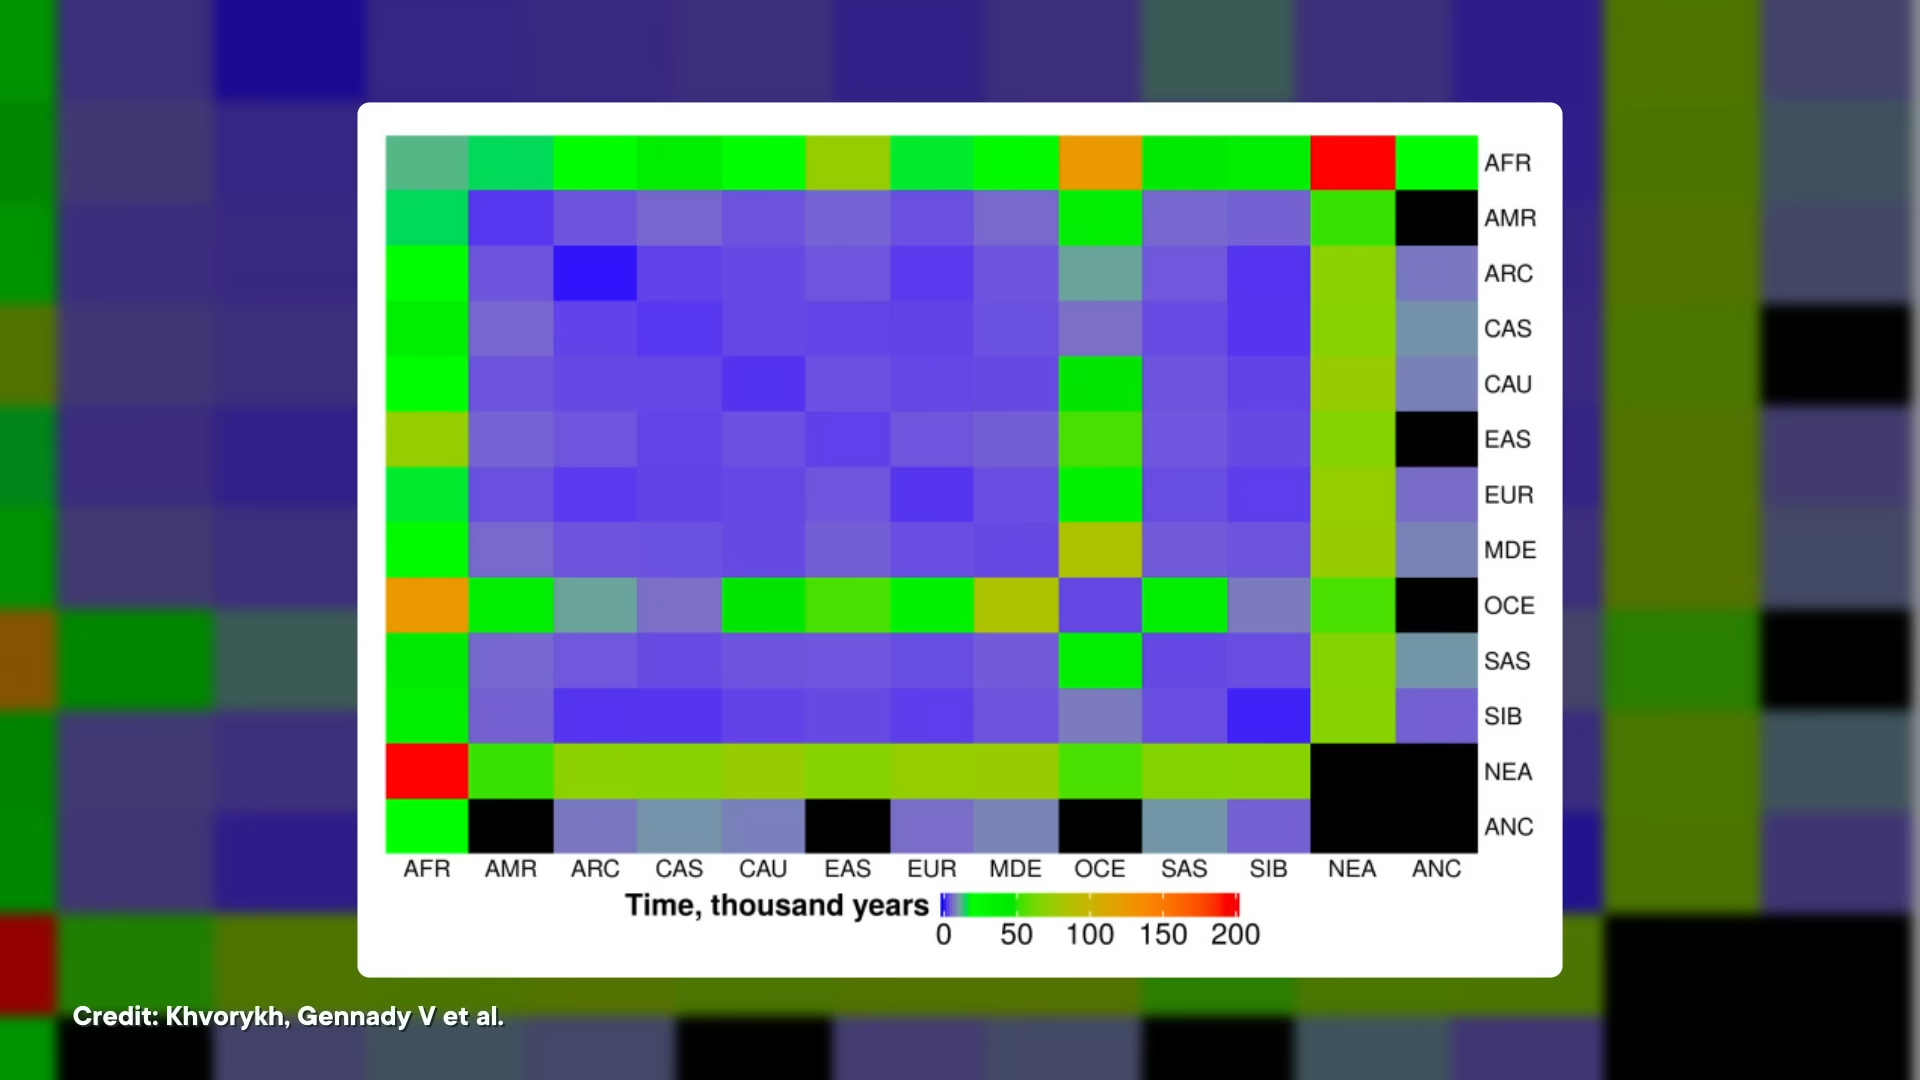 AFR
AMR
ARC
CAS
CAU
EAS
EUR
MDE
OCE
SAS
SIB
NEA
ANC
AFR AMR ARC CAS CAU EAS EUR MDE OCE SAS SIB NEA ANC
Time, thousand years
0 50 100 150 200
Credit: Khvorykh, Gennady V et al.